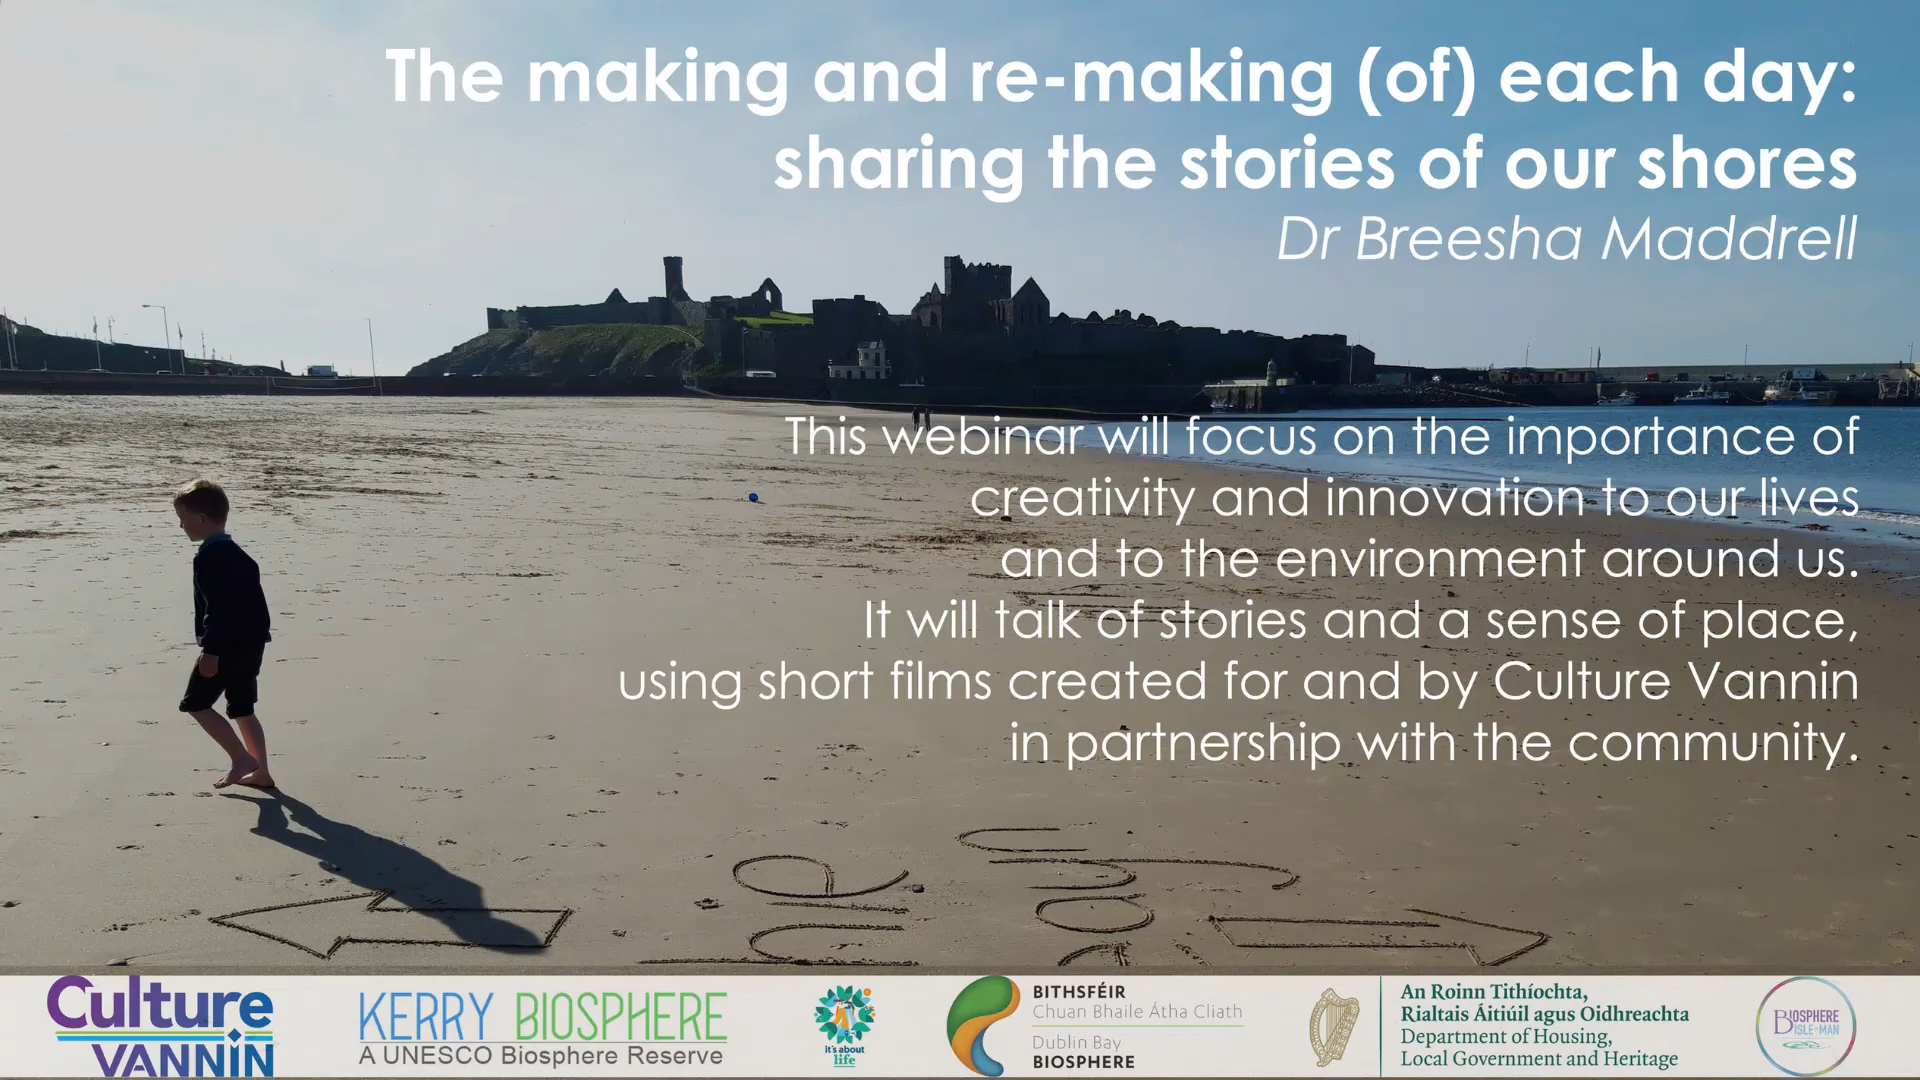 The making and re-making (of) each day:
sharing the stories of our shores
Dr Breesha Maddrell
This webinar will focus on the importance of
creativity and innovation to our lives
and to the environment around us.
It will talk of stories and a sense of place,
using short films created for and by Culture Vannin
in partnership with the community.
Culture
VANNIN
KERRY BIOSPHERE
A UNESCO Biosphere Reserve
it's about
life
BITHSFÉIR
Chuan Bhaile Átha Cliath
Dublin Bay
BIOSPHERE
An Roinn Tithíochta,
Rialtais Áitiúil agus Oidhreachta
Department of Housing,
Local Government and Heritage
BIOSPHERE
ISLE of MAN